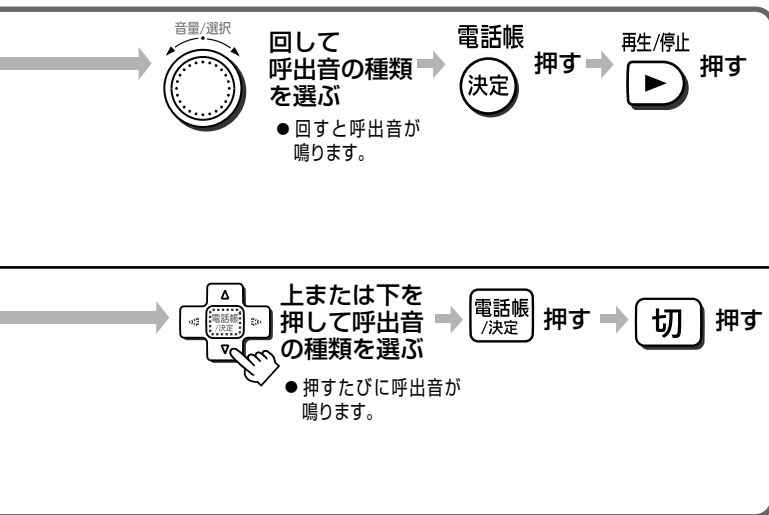 音量/選択
回して
呼出音の種類
を選ぶ
● 回すと呼出音が
鳴ります。
電話帳
決定
押す
再生/停止
押す
上または下を
押して呼出音
の種類を選ぶ
● 押すたびに呼出音が
鳴ります。
電話帳
/決定
電話帳
/決定
押す
切
押す